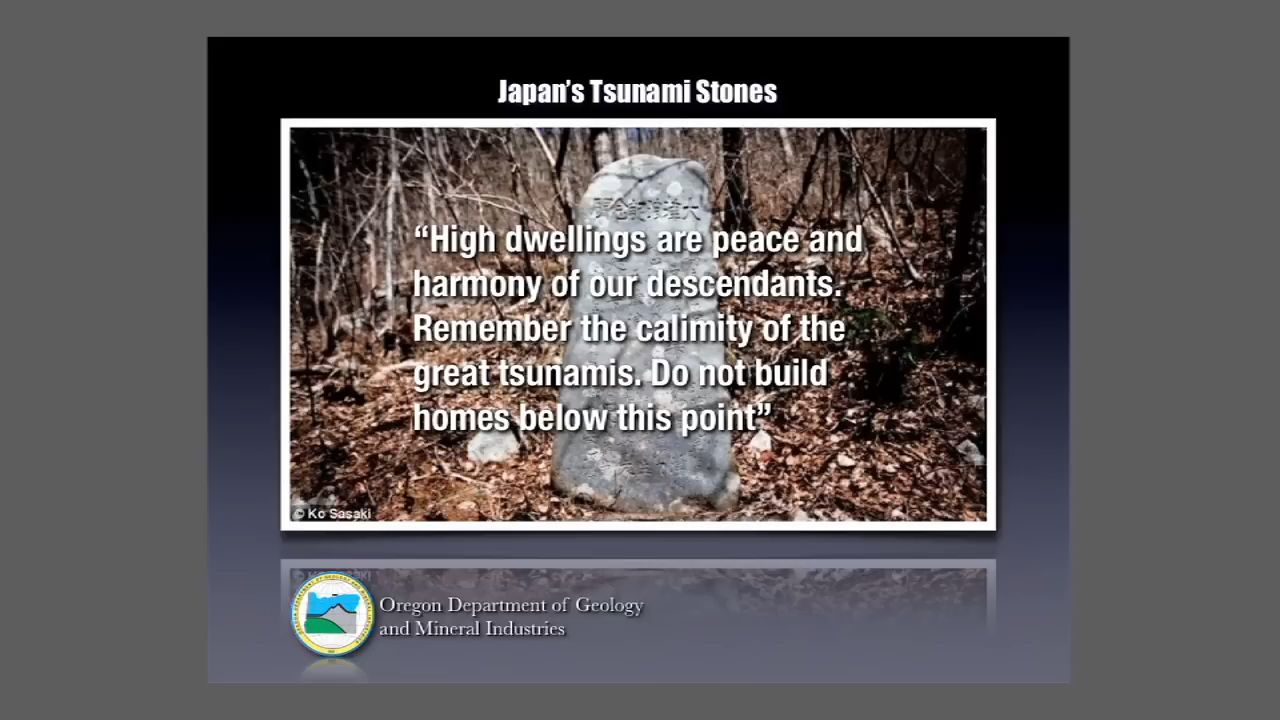 Japan's Tsunami Stones
“High dwellings are peace and
harmony of our descendants.
Remember the calimity of the
great tsunamis. Do not build
homes below this point”
© Ko Sasaki
Oregon Department of Geology
and Mineral Industries